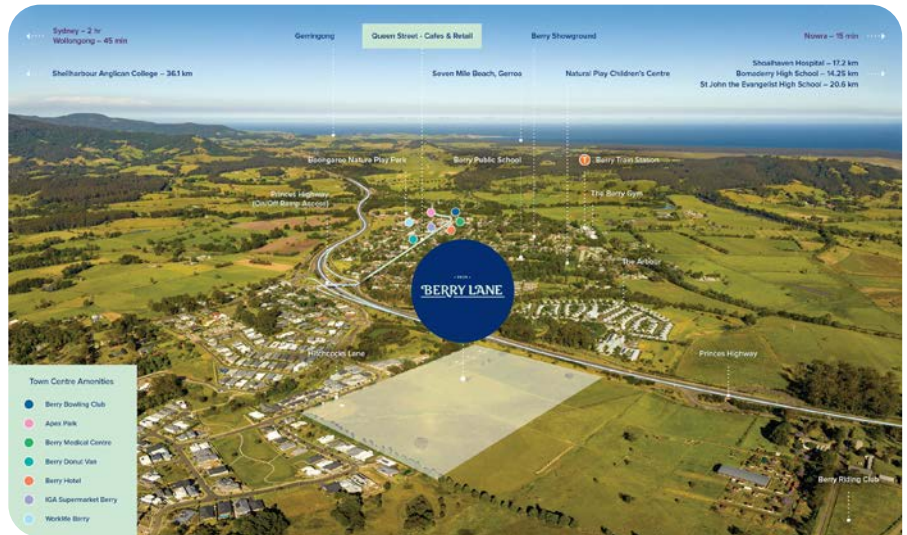 Sydney – 2 hr
Wollongong – 45 min
Gerringong
Queen Street - Cafes & Retail
Berry Showground
Nowra – 15 min
Shellharbour Anglican College – 36.1 km
Seven Mile Beach, Gerroa
Natural Play Children's Centre
Shoalhaven Hospital – 17.2 km
Bomaderry High School – 14.25 km
St John the Evangelist High School – 20.6 km
Boongaree Nature Play Park
Berry Public School
T
Berry Train Station
Princes Highway
(On/Off Ramp Access)
The Berry Gym
The Arbour
BERRY LANE
Hitchcocks Lane
Princes Highway
Town Centre Amenities
Berry Bowling Club
Apex Park
Berry Medical Centre
Berry Donut Van
Berry Hotel
IGA Supermarket Berry
WorkMe Berry
Berry Riding Club